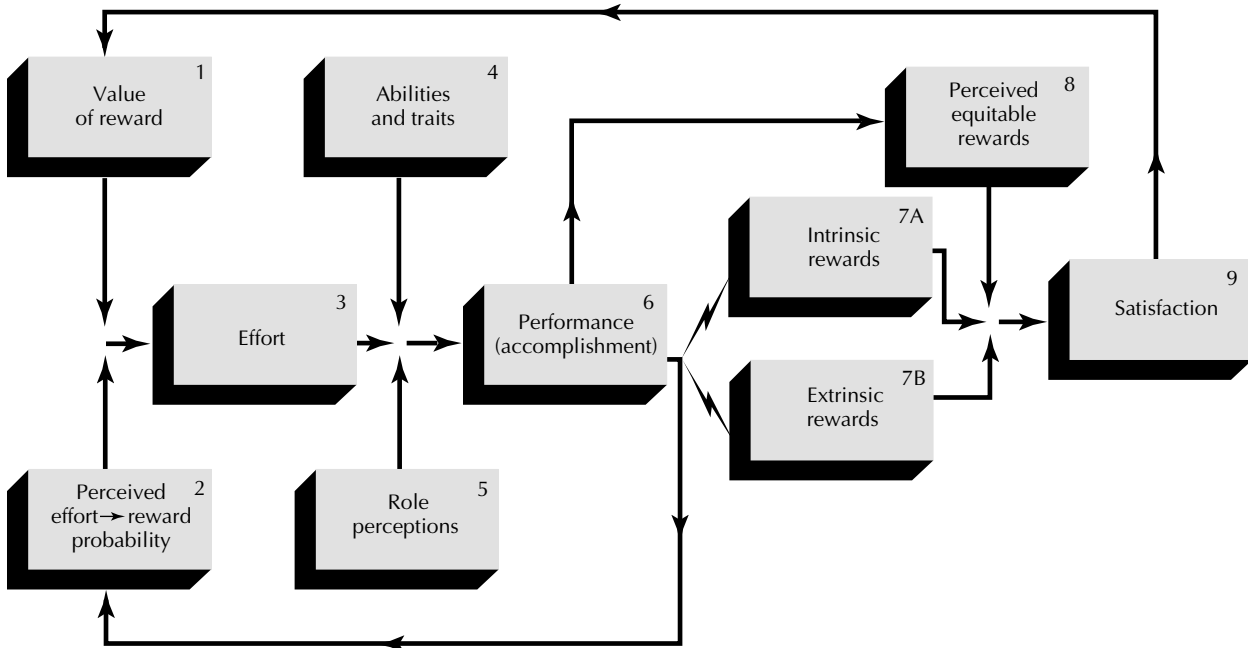 1
Value
of reward
4
Abilities
and traits
8
Perceived
equitable
rewards
7A
Intrinsic
rewards
3
Effort
6
Performance
(accomplishment)
9
Satisfaction
7B
Extrinsic
rewards
2
Perceived
effort→reward
probability
5
Role
perceptions